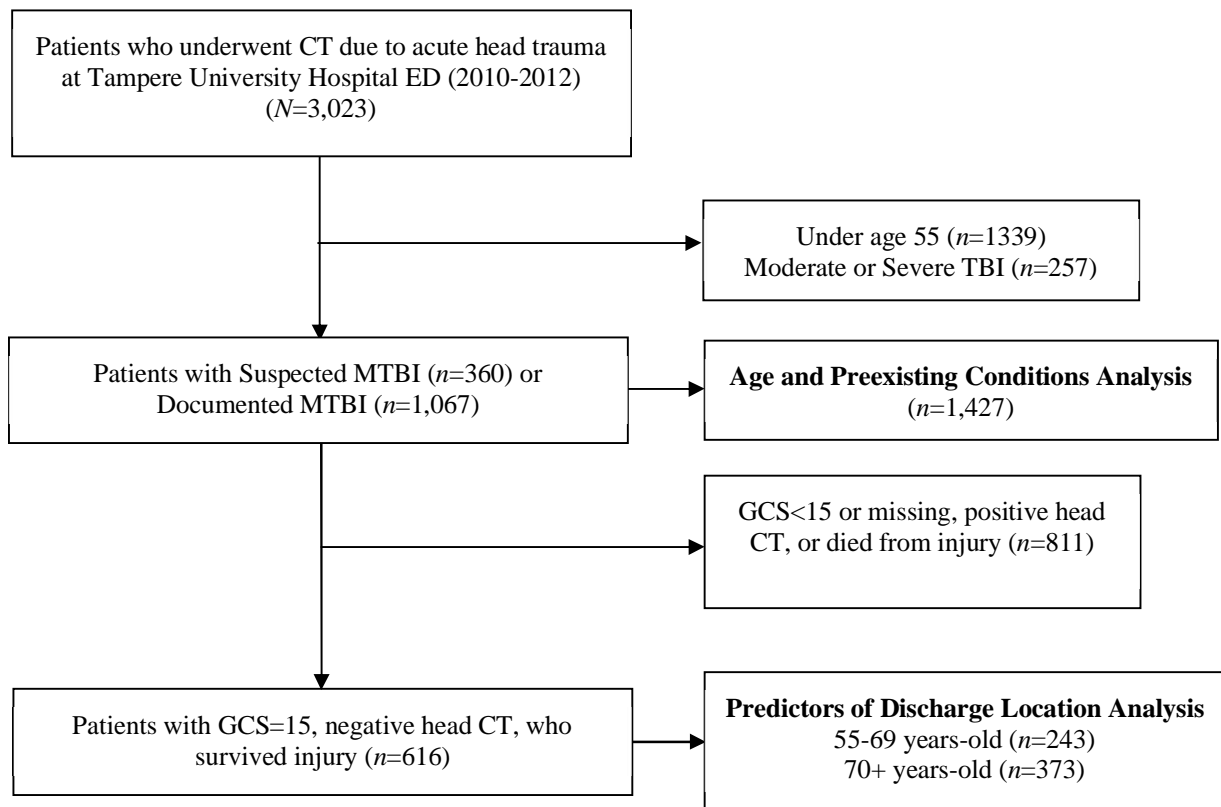 Patients who underwent CT due to acute head trauma
at Tampere University Hospital ED (2010-2012)
(N=3,023)
Under age 55 (n=1339)
Moderate or Severe TBI (n=257)
Patients with Suspected MTBI (n=360) or
Documented MTBI (n=1,067)
Age and Preexisting Conditions Analysis
(n=1,427)
GCS<15 or missing, positive head
CT, or died from injury (n=811)
Patients with GCS=15, negative head CT, who
survived injury (n=616)
Predictors of Discharge Location Analysis
55-69 years-old (n=243)
70+ years-old (n=373)